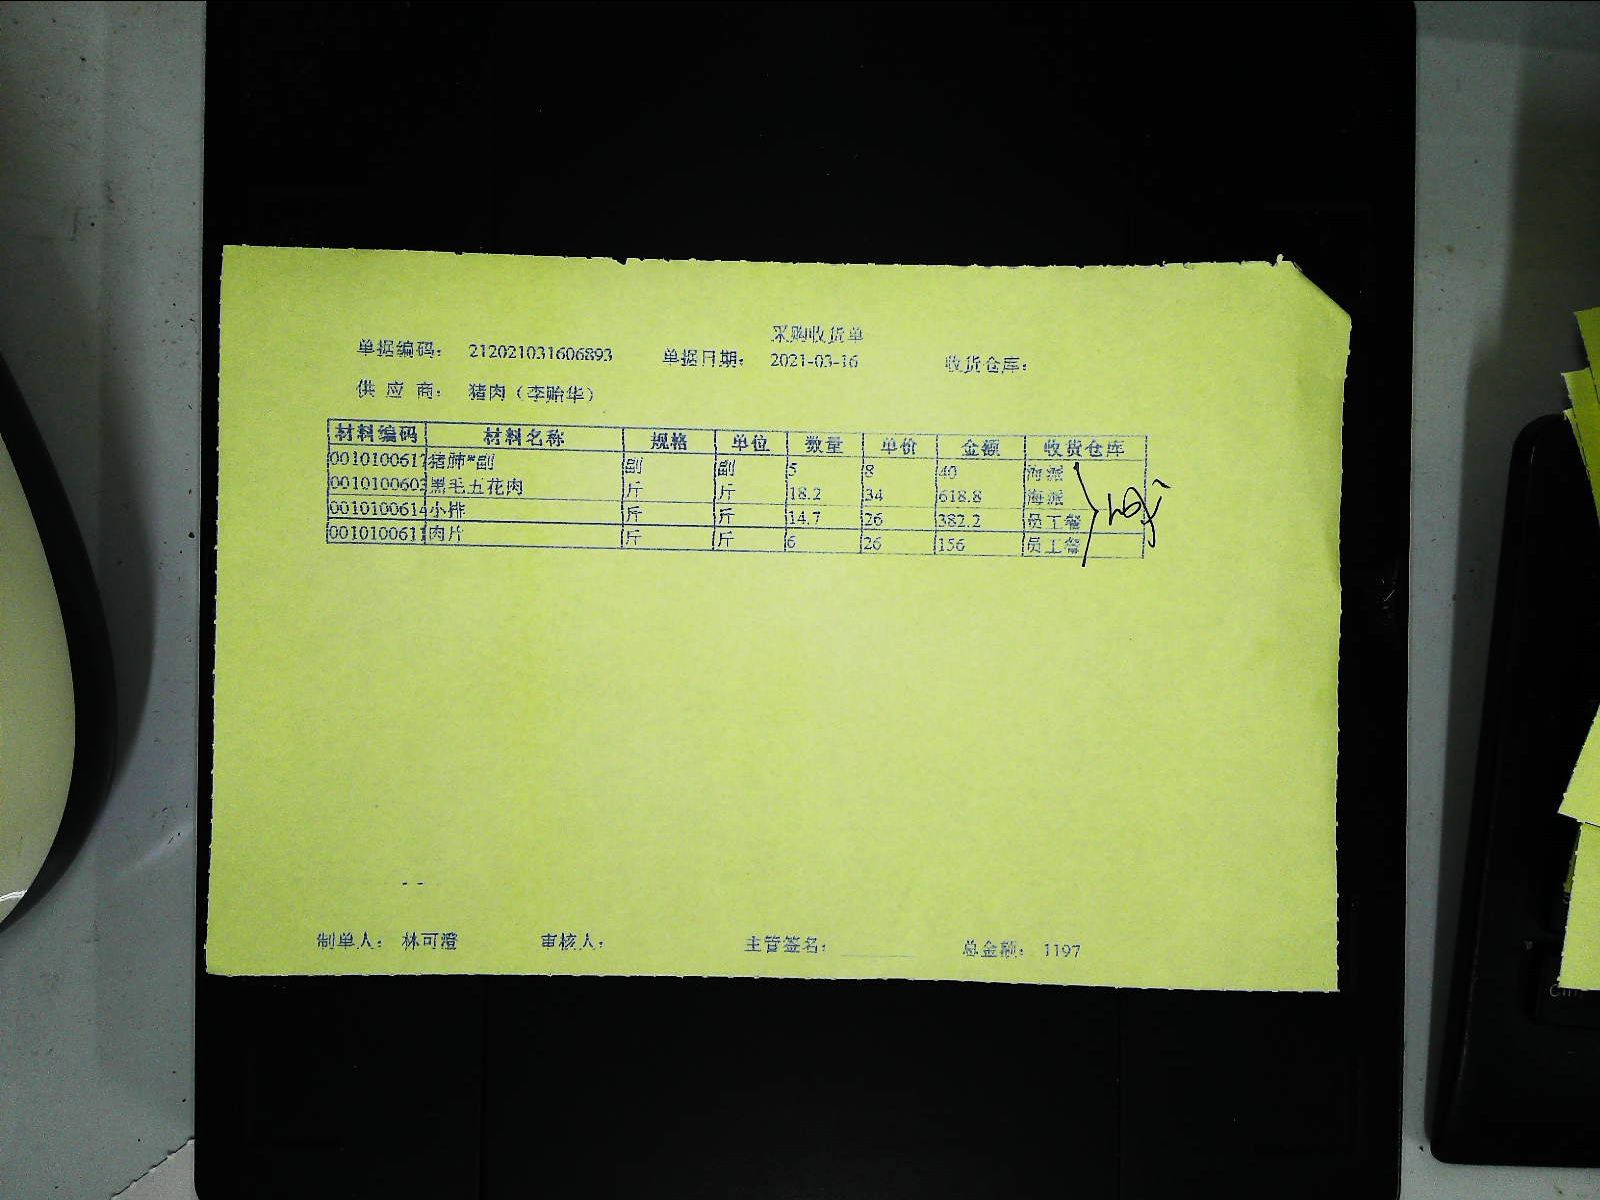 采购收货单
单据编码： 212021031606893 单据日期： 2021-03-16 收货仓库：
供 应 商： 猪肉（李贻华）
材料编码 材料名称 规格 单位 数量 单价 金额 收货仓库
0010100617 猪肺*副 副 副 5 8 40 海派
0010100603 黑毛五花肉 斤 斤 18.2 34 618.8 海派
0010100614 小排 斤 斤 14.7 26 382.2 员工餐
0010100611 肉片 斤 斤 6 26 156 员工餐
制单人： 林可澄 审核人： 主管签名： 总金额： 1197